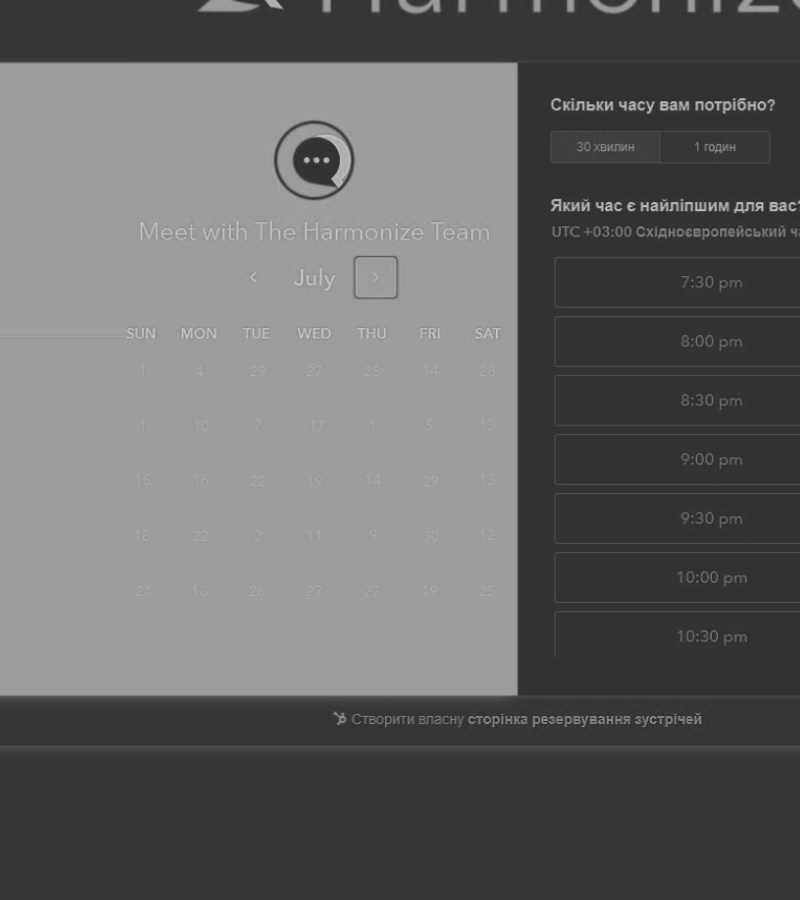 Harmonize
Meet with The Harmonize Team
July
SUN MON TUE WED THU FRI SAT
1 4 29 27 25 14 28
1 10 7 17 1 5 13
15 16 22 19 14 29 13
18 22 2 11 9 30 12
24 18 26 27 27 19 25
Скільки часу вам потрібно?
30 хвилин 1 годин
Який час є найліпшим для вас?
UTC +03:00 Східноєвропейський
7:30 pm
8:00 pm
8:30 pm
9:00 pm
9:30 pm
10:00 pm
10:30 pm
Створити власну сторінка резервування зустрічей